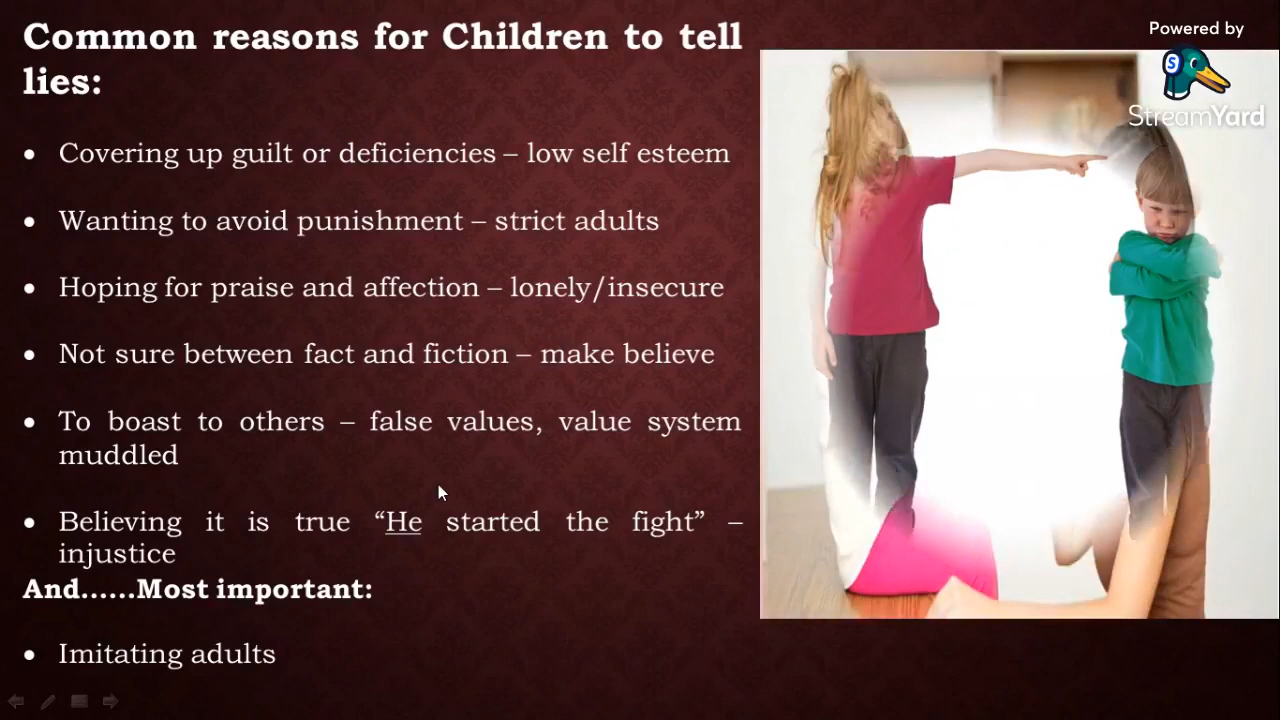 Common reasons for Children to tell
lies:
• Covering up guilt or deficiencies – low self esteem
• Wanting to avoid punishment – strict adults
• Hoping for praise and affection – lonely/insecure
• Not sure between fact and fiction – make believe
• To boast to others – false values, value system
muddled
• Believing it is true “He started the fight” –
injustice
And......Most important:
• Imitating adults
Powered by
S
StreamYard